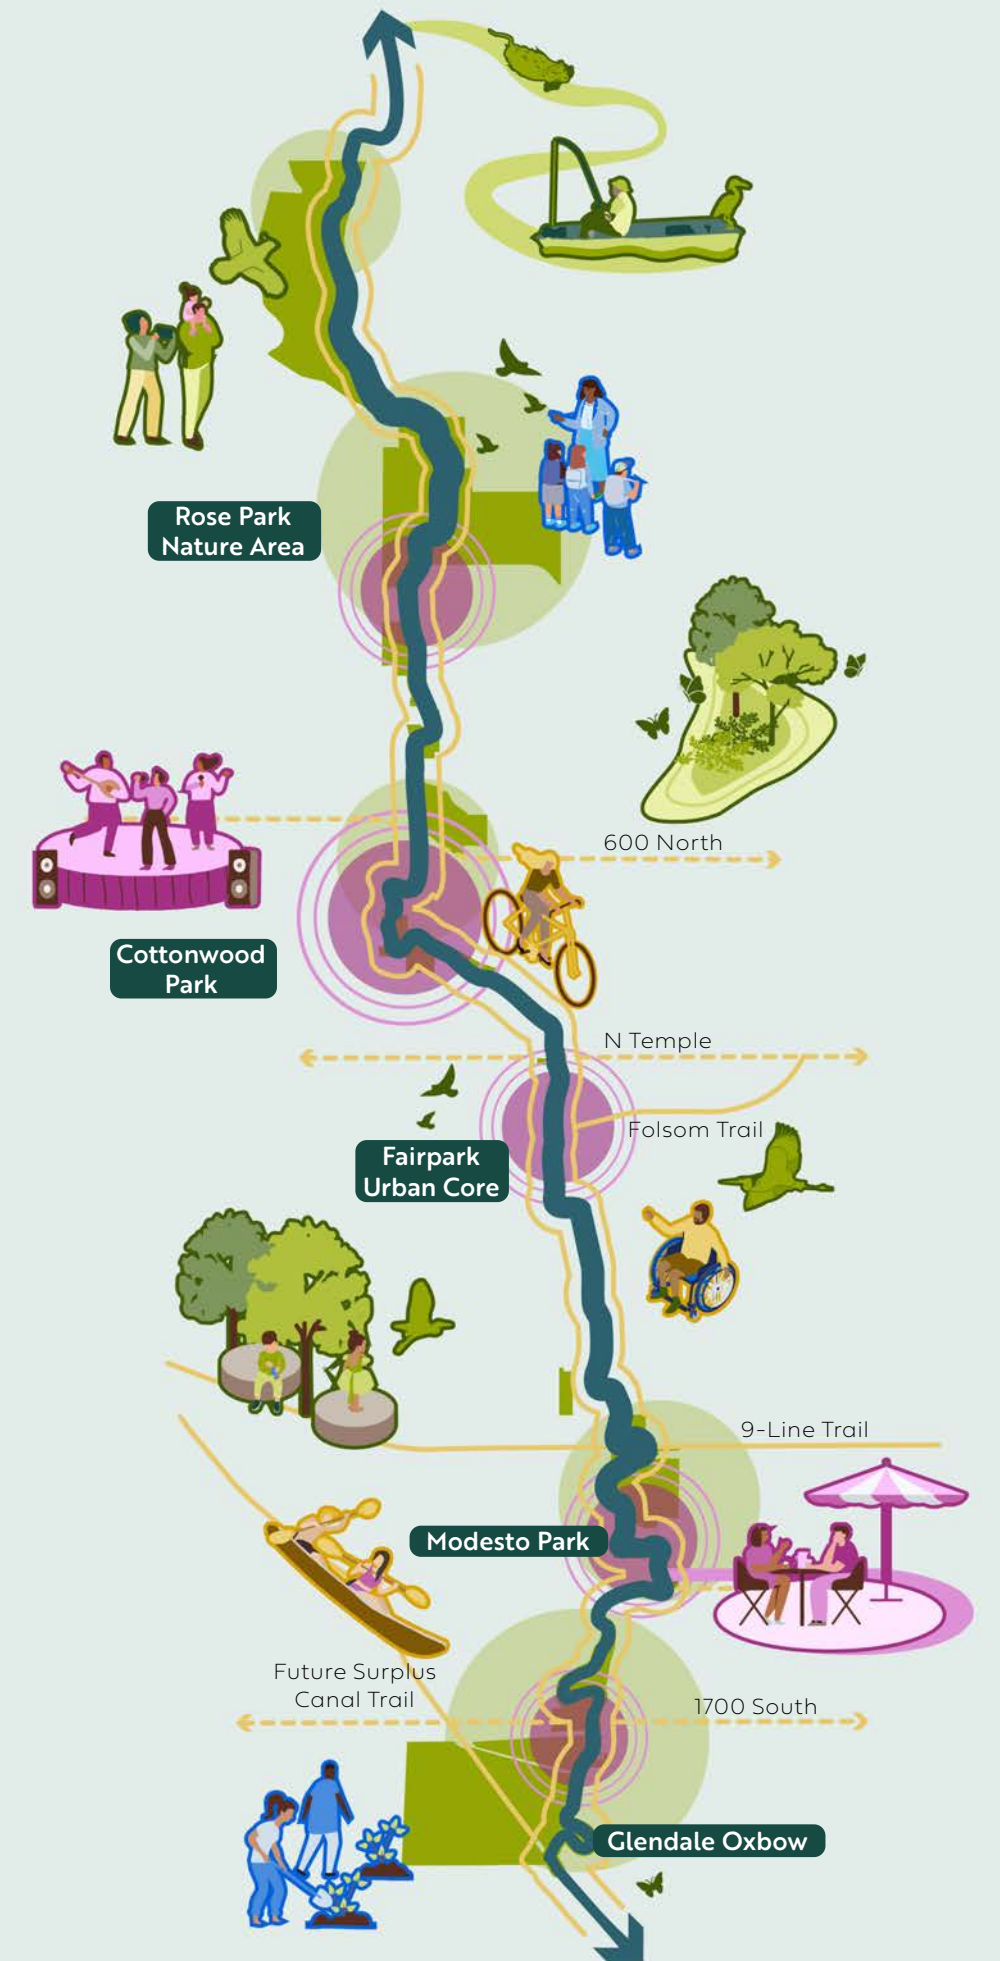 Rose Park
Nature Area
600 North
Cottonwood
Park
N Temple
Folsom Trail
Fairpark
Urban Core
9-Line Trail
Modesto Park
Future Surplus
Canal Trail
1700 South
Glendale Oxbow